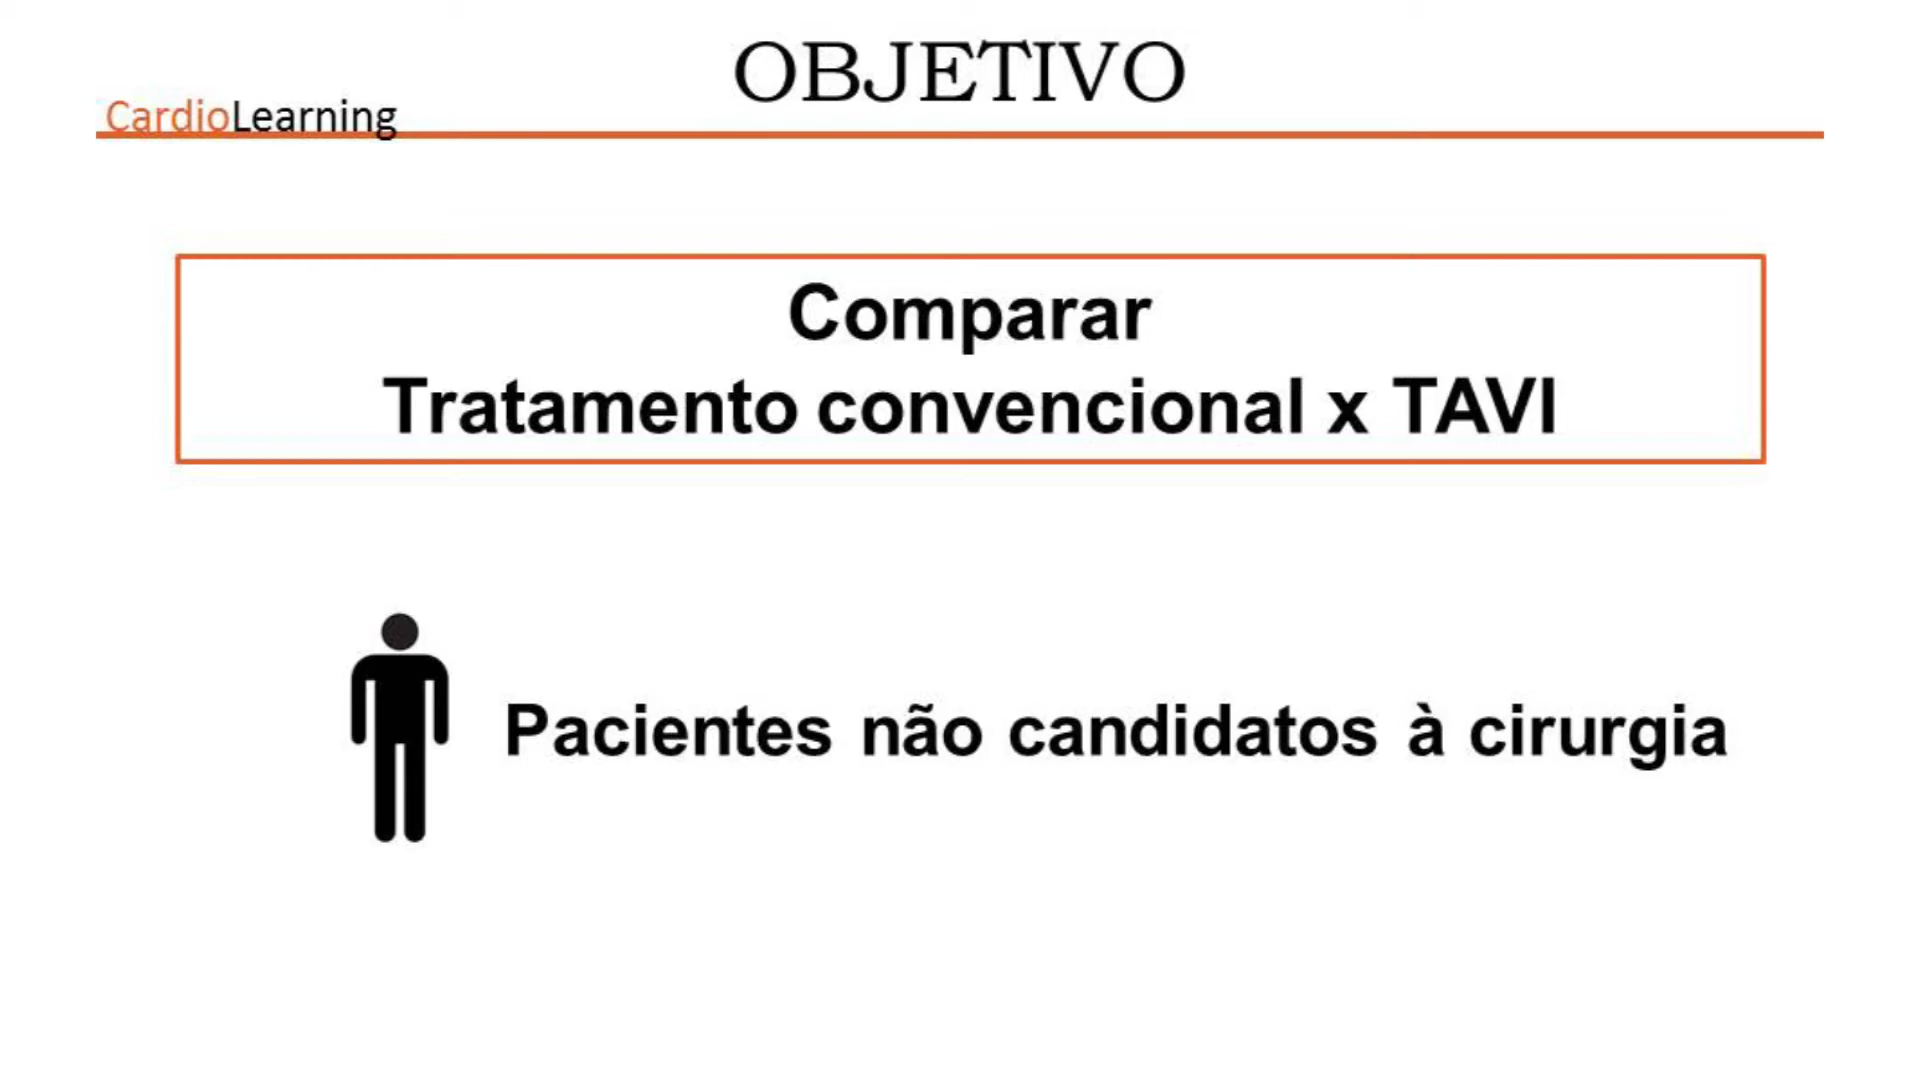 OBJETIVO
CardioLearning
Comparar
Tratamento convencional x TAVI
Pacientes não candidatos à cirurgia